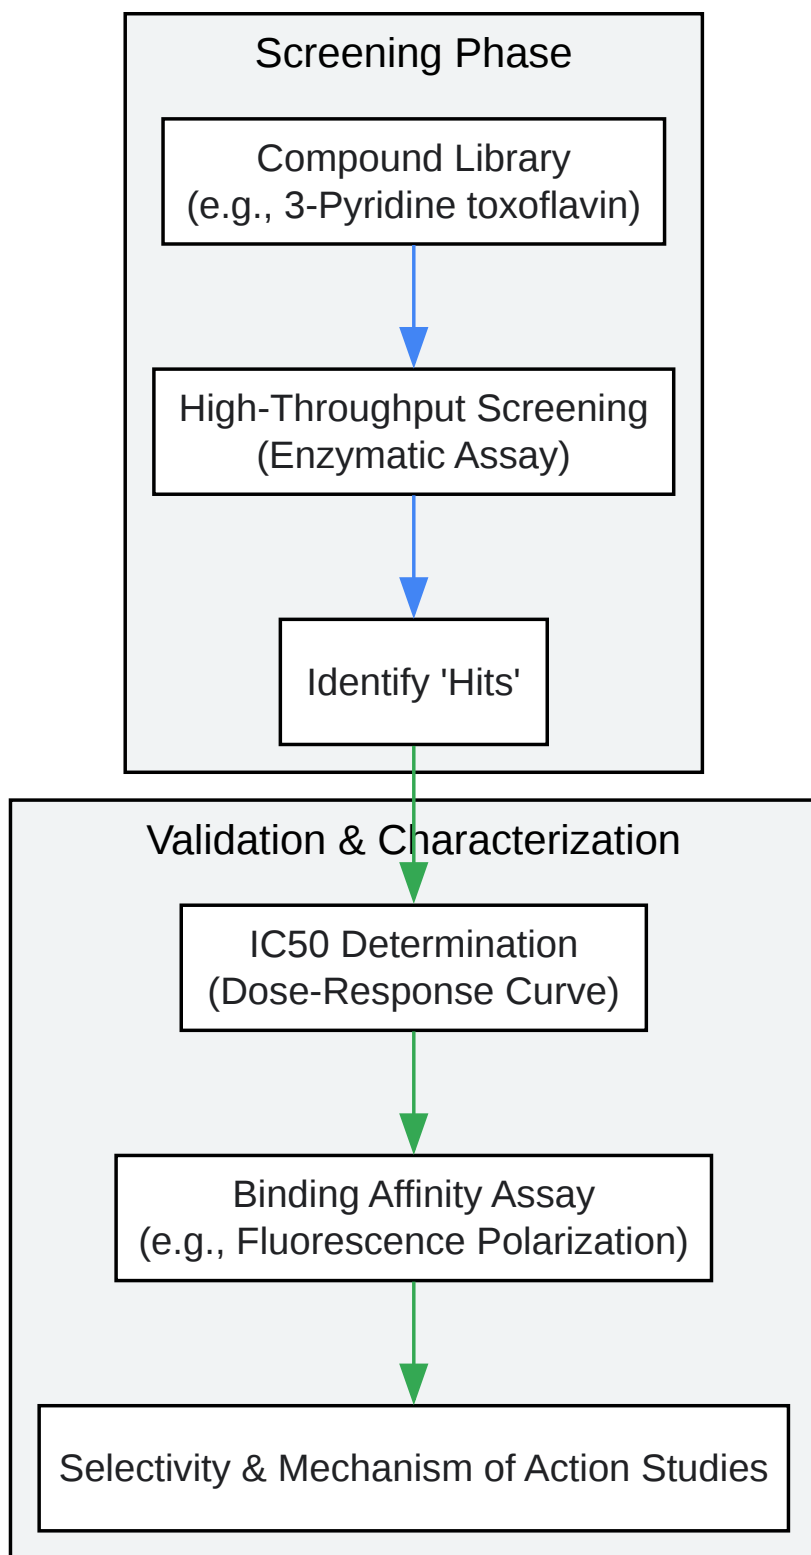 Screening Phase
Compound Library
(e.g., 3-Pyridine toxoflavin)
High-Throughput Screening
(Enzymatic Assay)
Identify 'Hits'
Validation & Characterization
IC50 Determination
(Dose-Response Curve)
Binding Affinity Assay
(e.g., Fluorescence Polarization)
Selectivity & Mechanism of Action Studies